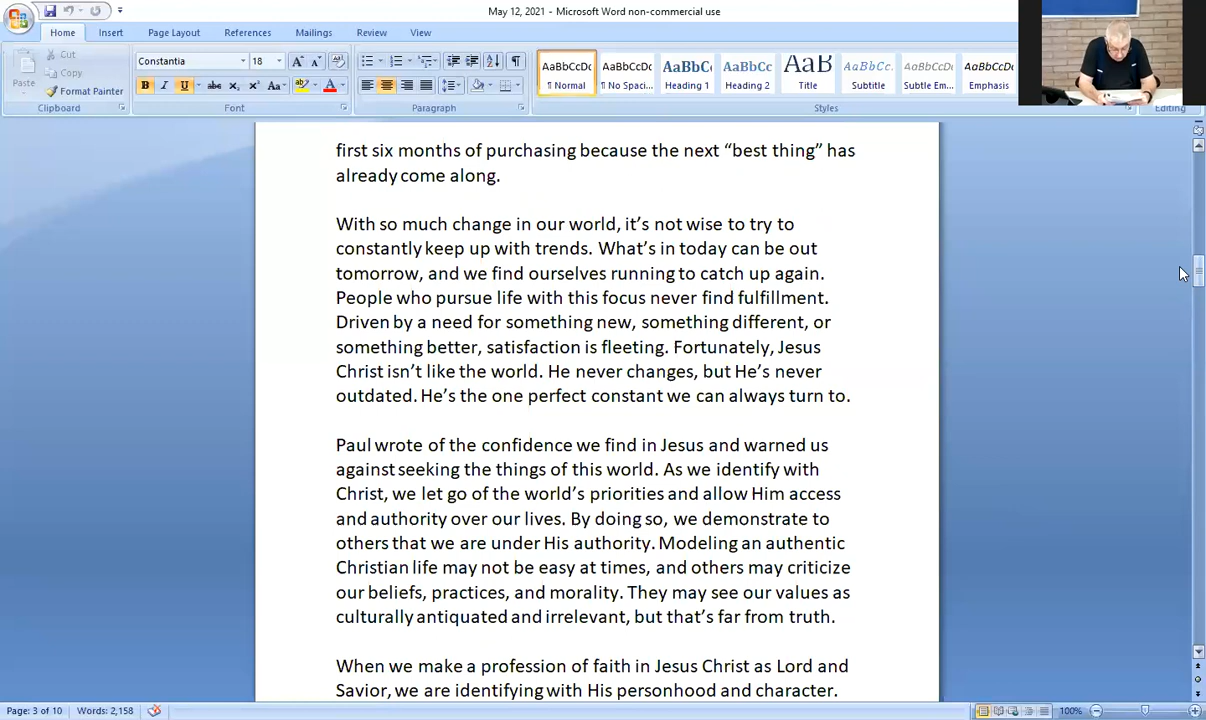 May 12, 2021 - Microsoft Word non-commercial use
Home Insert Page Layout References Mailings Review View
Cut
Copy
Format Painter
Paste
Clipboard
Constantia 18
Font
Paragraph
AaBbCcDc AaBbCcDc AaBbC AaBbCc AaB AaBbCc AaBbCcDc AaBbCcDc
¶ Normal ¶ No Spaci... Heading 1 Heading 2 Title Subtitle Subtle Em... Emphasis
Styles
Editing
first six months of purchasing because the next “best thing” has
already come along.
With so much change in our world, it’s not wise to try to
constantly keep up with trends. What’s in today can be out
tomorrow, and we find ourselves running to catch up again.
People who pursue life with this focus never find fulfillment.
Driven by a need for something new, something different, or
something better, satisfaction is fleeting. Fortunately, Jesus
Christ isn’t like the world. He never changes, but He’s never
outdated. He’s the one perfect constant we can always turn to.
Paul wrote of the confidence we find in Jesus and warned us
against seeking the things of this world. As we identify with
Christ, we let go of the world’s priorities and allow Him access
and authority over our lives. By doing so, we demonstrate to
others that we are under His authority. Modeling an authentic
Christian life may not be easy at times, and others may criticize
our beliefs, practices, and morality. They may see our values as
culturally antiquated and irrelevant, but that’s far from truth.
When we make a profession of faith in Jesus Christ as Lord and
Savior, we are identifying with His personhood and character.
Page: 3 of 10 Words: 2,158 100%